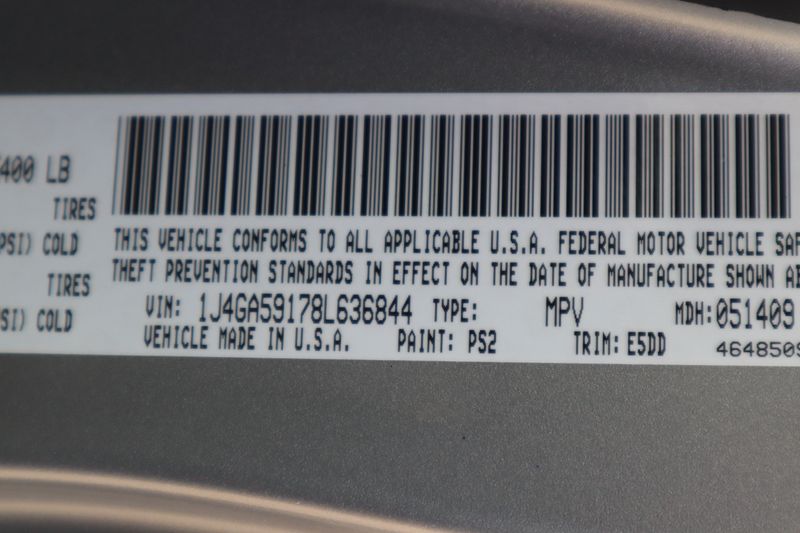 400 LB
TIRES
PSI) COLD
TIRES
SI) COLD
THIS VEHICLE CONFORMS TO ALL APPLICABLE U.S.A. FEDERAL MOTOR VEHICLE SAF
THEFT PREVENTION STANDARDS IN EFFECT ON THE DATE OF MANUFACTURE SHOWN AB
VIN: 1J4GA59178L636844 TYPE: MPV MDH: 051409
VEHICLE MADE IN U.S.A. PAINT: PS2 TRIM: E5DD 4648509